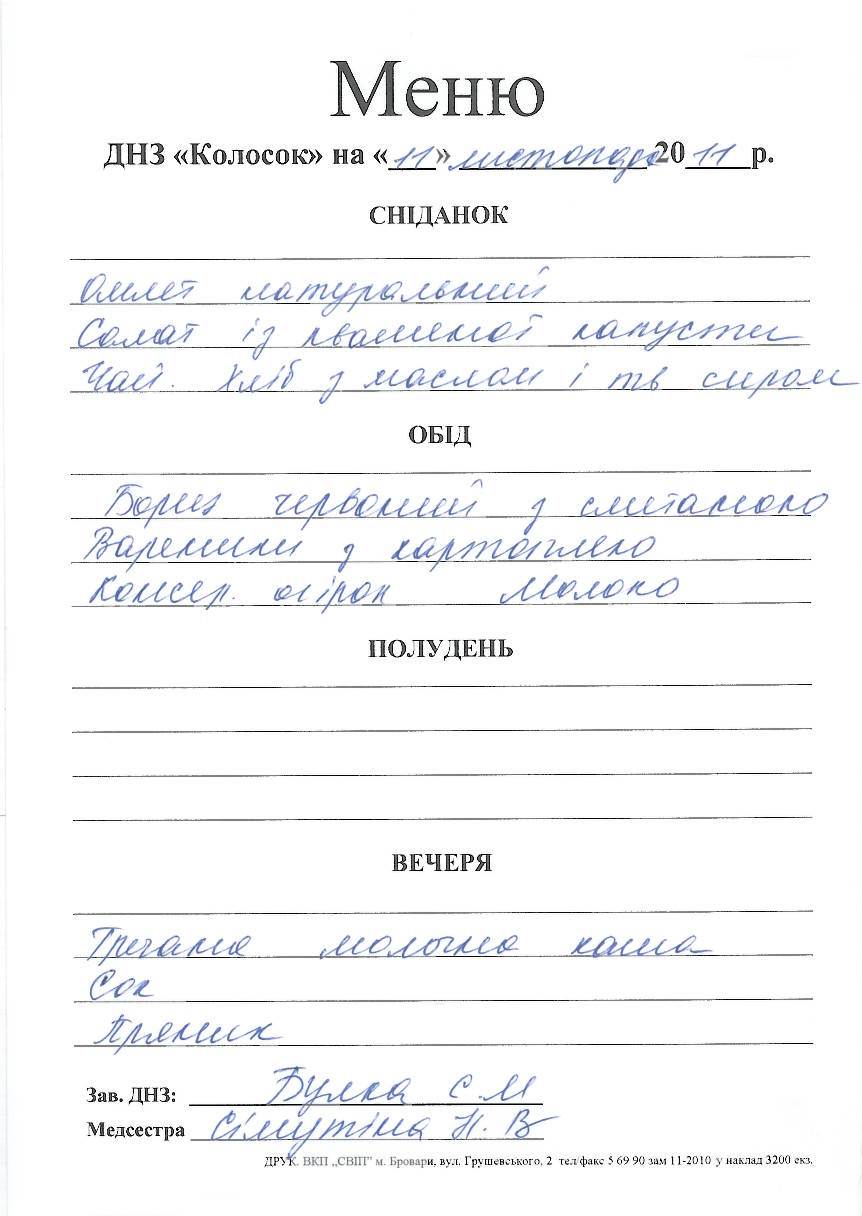 Меню
ДНЗ «Колосок» на «11» листопада 2011 р.
СНІДАНОК
Омлет натуральний
Салат із квашеної капусти
Чай. Хліб з маслом і тв сиром
ОБІД
Борщ червоний з сметаною
Вареники з картоплею
Консер. огірок Молоко
ПОЛУДЕНЬ
ВЕЧЕРЯ
Гречана молочна каша
Сок
Пряник
Зав. ДНЗ: Булка С.М
Медсестра Сімутіна Н. В
ДРУК. ВКП „СВІП" м. Бровари, вул. Грушевського, 2 тел/факс 5 69 90 зам 11-2010 у наклад 3200 екз.